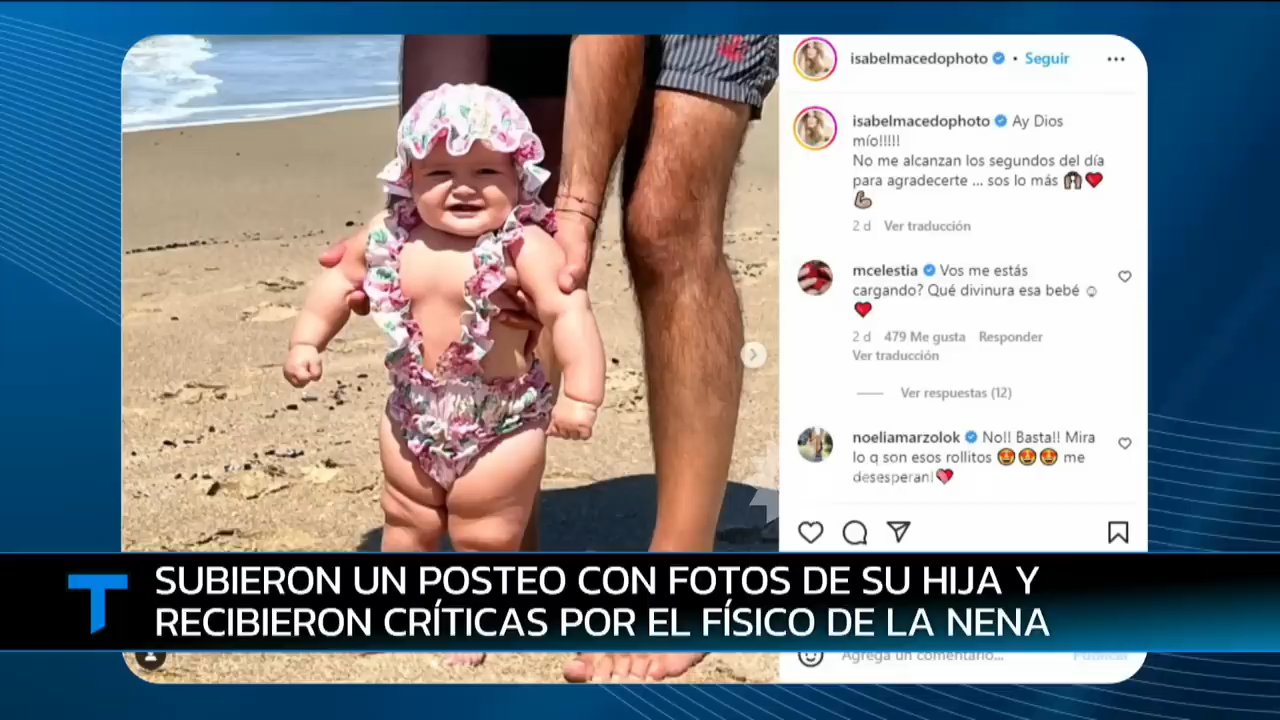 isabelmacedophoto • Seguir
isabelmacedophoto Ay Dios
mío!!!!!
No me alcanzan los segundos del día
para agradecerte ... sos lo más
2 d Ver traducción
mcelestia Vos me estás
cargando? Qué divinura esa bebé
2 d 479 Me gusta Responder
Ver traducción
Ver respuestas (12)
noeliamarzolok No!! Basta!! Mira
lo q son esos rollitos me
desesperan!
T
SUBIERON UN POSTEO CON FOTOS DE SU HIJA Y
RECIBIERON CRÍTICAS POR EL FÍSICO DE LA NENA
Agrega un comentario...
Publicar